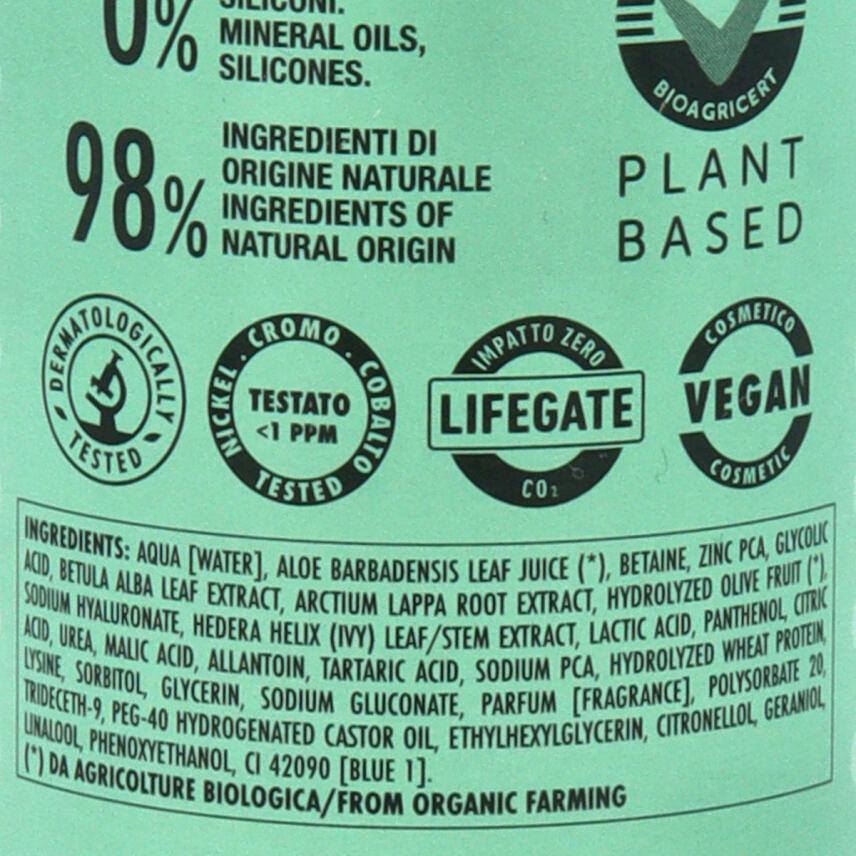 0%
SILICONI.
MINERAL OILS,
SILICONES.
BIOAGRICERT
PLANT
BASED
98%
INGREDIENTI DI
ORIGINE NATURALE
INGREDIENTS OF
NATURAL ORIGIN
DERMATOLOGICALLY
TESTED
NICKEL . CROMO . COBALTO
TESTATO
<1 PPM
TESTED
IMPATTO ZERO
LIFEGATE
CO2
COSMETICO
VEGAN
COSMETIC
INGREDIENTS: AQUA [WATER], ALOE BARBADENSIS LEAF JUICE (*), BETAINE, ZINC PCA, GLYCOLIC
ACID, BETULA ALBA LEAF EXTRACT, ARCTIUM LAPPA ROOT EXTRACT, HYDROLYZED OLIVE FRUIT (*),
SODIUM HYALURONATE, HEDERA HELIX (IVY) LEAF/STEM EXTRACT, LACTIC ACID, PANTHENOL, CITRIC
ACID, UREA, MALIC ACID, ALLANTOIN, TARTARIC ACID, SODIUM PCA, HYDROLYZED WHEAT PROTEIN,
LYSINE, SORBITOL, GLYCERIN, SODIUM GLUCONATE, PARFUM [FRAGRANCE], POLYSORBATE 20,
TRIDECETH-9, PEG-40 HYDROGENATED CASTOR OIL, ETHYLHEXYLGLYCERIN, CITRONELLOL, GERANIOL,
LINALOOL, PHENOXYETHANOL, CI 42090 [BLUE 1].
(*) DA AGRICOLTURE BIOLOGICA/FROM ORGANIC FARMING